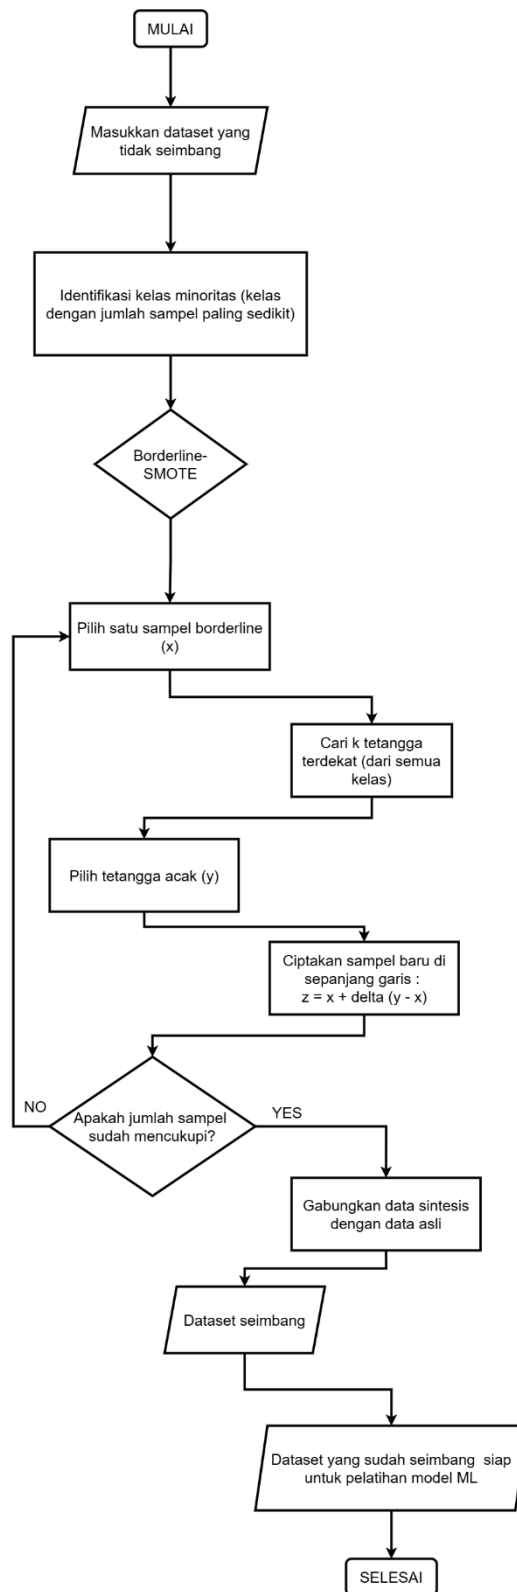 MULAI
Masukkan dataset yang
tidak seimbang
Identifikasi kelas minoritas (kelas
dengan jumlah sampel paling sedikit)
Borderline-
SMOTE
Pilih satu sampel borderline
(x)
Cari k tetangga
terdekat (dari semua
kelas)
Pilih tetangga acak (y)
Ciptakan sampel baru di
sepanjang garis :
z = x + delta (y - x)
NO
Apakah jumlah sampel
sudah mencukupi?
YES
Gabungkan data sintesis
dengan data asli
Dataset seimbang
Dataset yang sudah seimbang siap
untuk pelatihan model ML
SELESAI